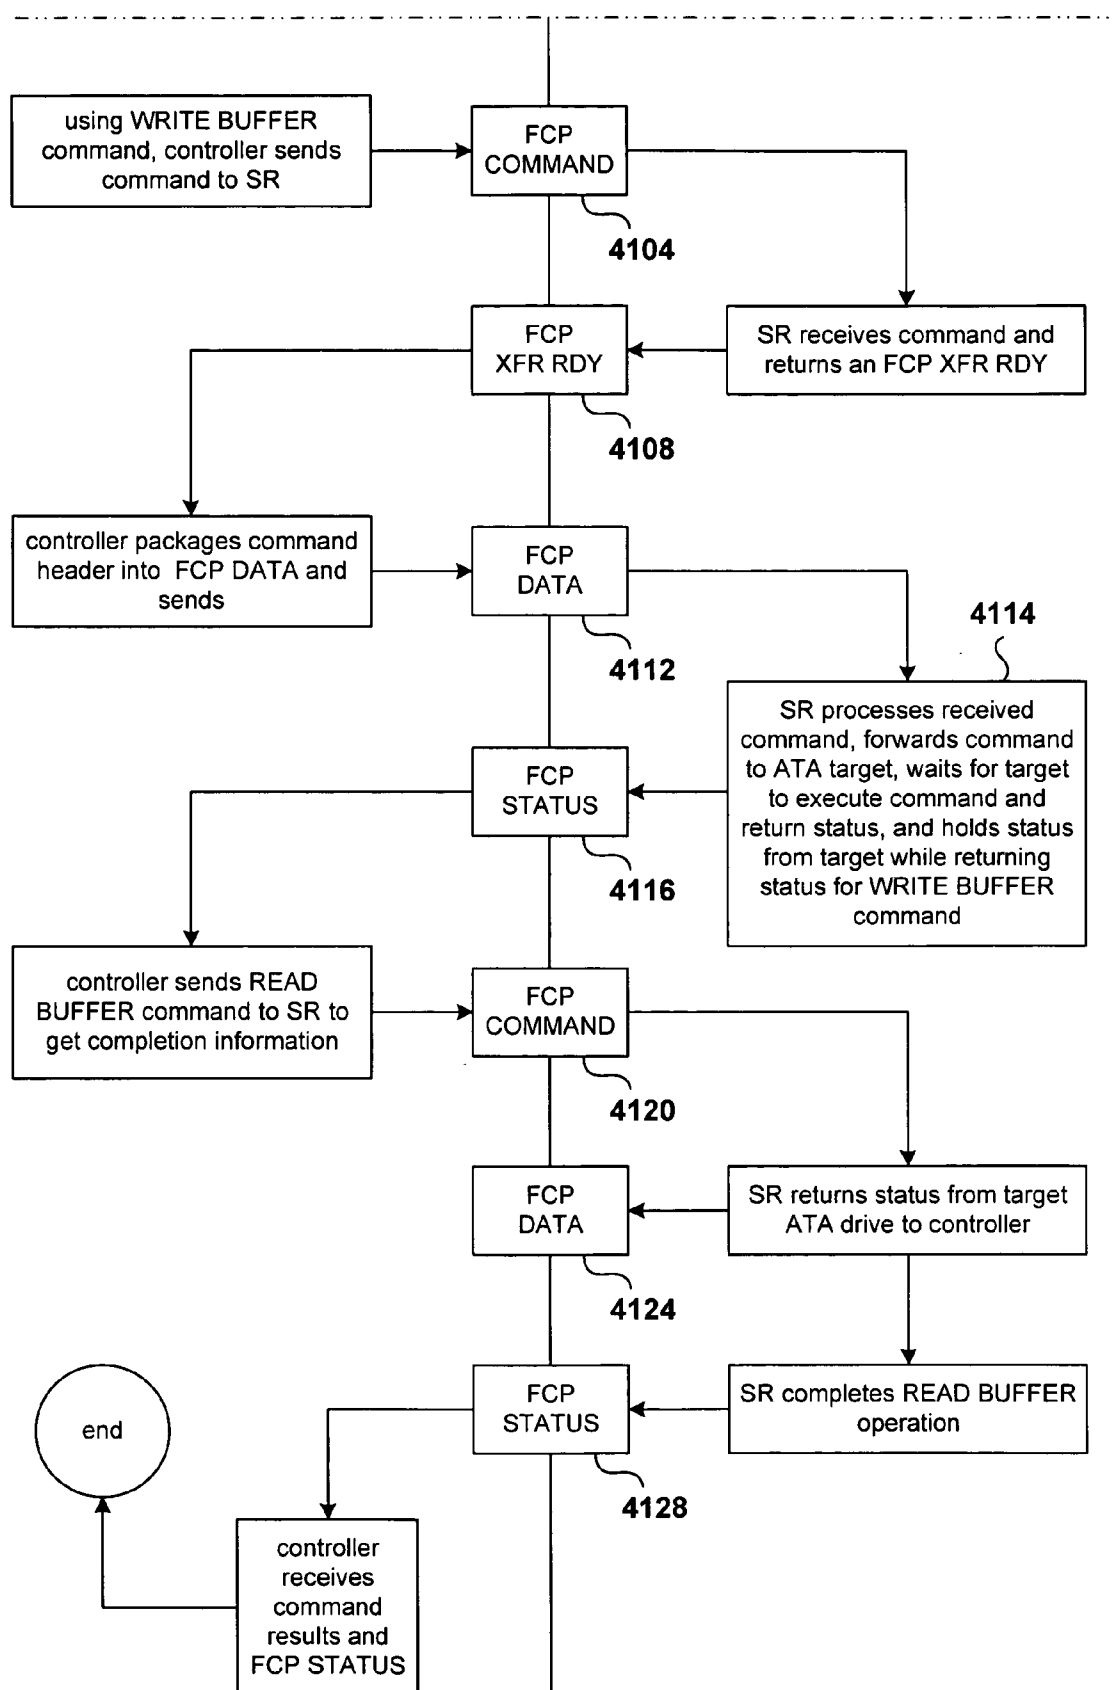 using WRITE BUFFER
command, controller sends
command to SR
FCP
COMMAND
4104
FCP
XFR RDY
4108
SR receives command and
returns an FCP XFR RDY
controller packages command
header into FCP DATA and
sends
FCP
DATA
4112
4114
SR processes received
command, forwards command
to ATA target, waits for target
to execute command and
return status, and holds status
from target while returning
status for WRITE BUFFER
command
FCP
STATUS
4116
controller sends READ
BUFFER command to SR to
get completion information
FCP
COMMAND
4120
FCP
DATA
4124
SR returns status from target
ATA drive to controller
FCP
STATUS
4128
SR completes READ BUFFER
operation
end
controller
receives
command
results and
FCP STATUS